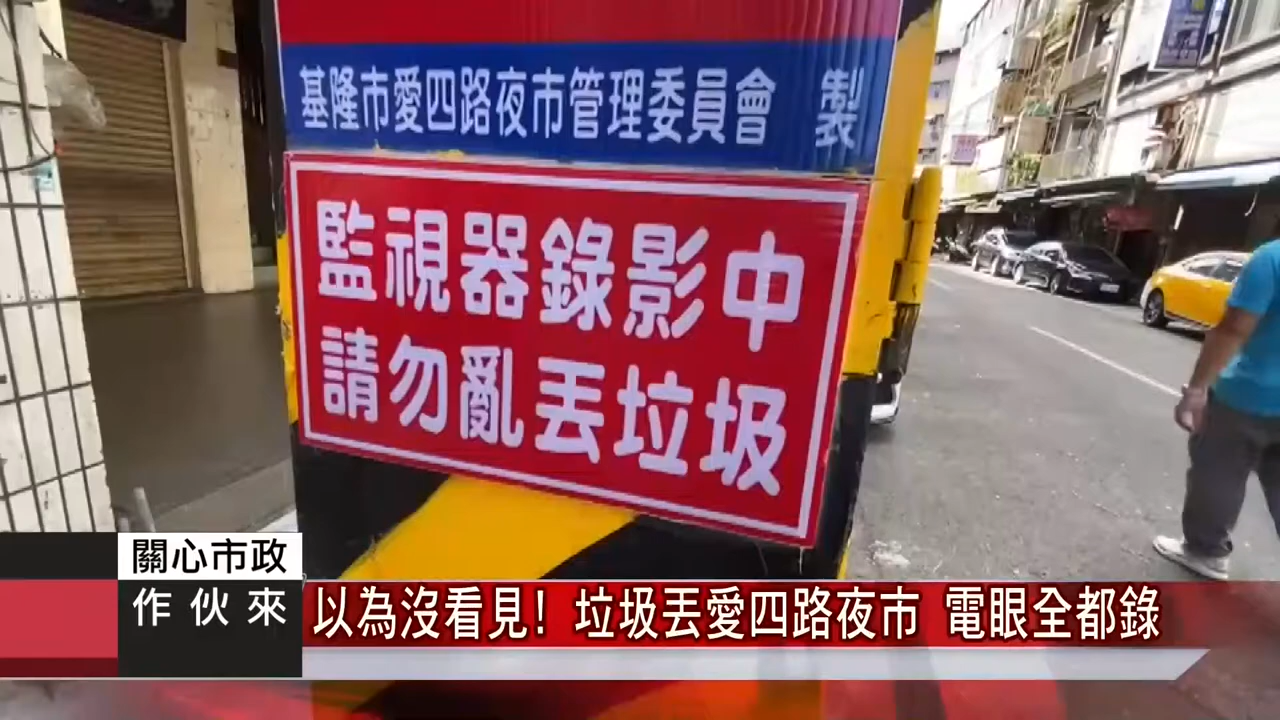 基隆市愛四路夜市管理委員會 製
監視器錄影中
請勿亂丟垃圾
關心市政
作伙來
以為沒看見! 垃圾丟愛四路夜市 電眼全都錄